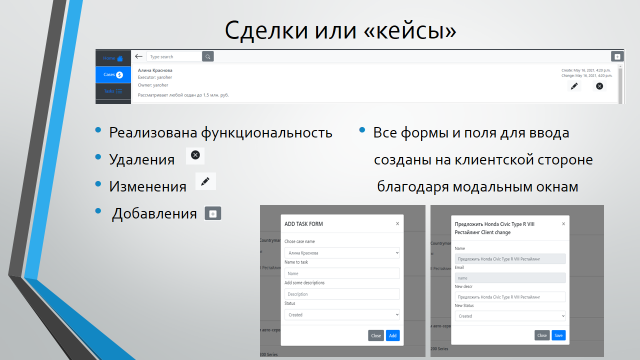 Сделки или «кейсы»
Type search
Алина Краснова
Executor: yarcher
Owner: yarcher
Рассматривает любой седан до 1,5 млн. руб.
Create: May 16, 2021, 4:20 p.m.
Change: May 16, 2021, 4:20 p.m.
Cases
Реализована функциональность
Удаления
Изменения
Добавления
Все формы и поля для ввода
созданы на клиентской стороне
благодаря модальным окнам
ADD TASK FORM
Chose case name
Алина Краснова
Name to task
Name
Add some descriptions
Description
Status
Created
Close
Add
Предложить Honda Civic Type R VIII
Рестайлинг Client change
Name
Предложить Honda Civic Type R VIII Рестайлинг
Email
New descr
Предложить Honda Civic Type R VIII Рестайлинг
New Status
Created
Close
Save